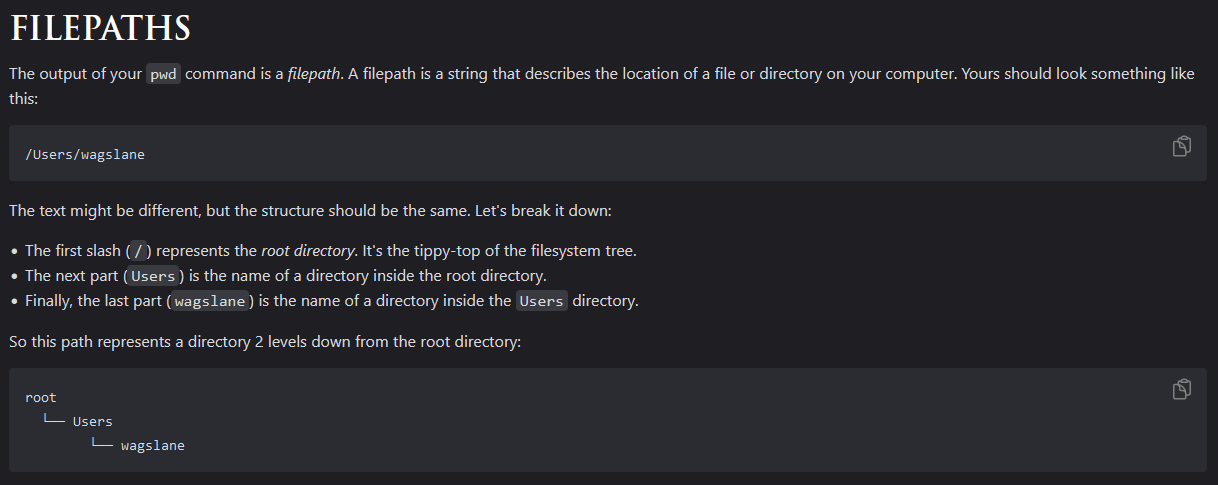 FILEPATHS
The output of your pwd command is a filepath. A filepath is a string that describes the location of a file or directory on your computer. Yours should look something like
this:
/Users/wagslane
The text might be different, but the structure should be the same. Let's break it down:
• The first slash (/) represents the root directory. It's the tippy-top of the filesystem tree.
• The next part (Users) is the name of a directory inside the root directory.
• Finally, the last part (wagslane) is the name of a directory inside the Users directory.
So this path represents a directory 2 levels down from the root directory:
root
└── Users
└── wagslane